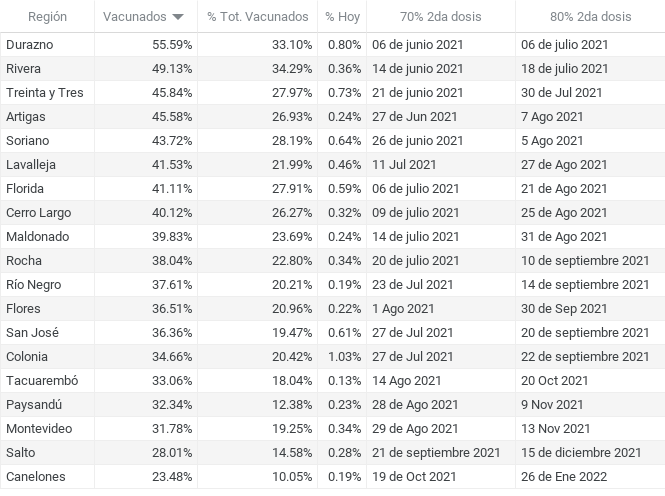 Región Vacunados % Tot. Vacunados % Hoy 70% 2da dosis 80% 2da dosis
Durazno 55.59% 33.10% 0.80% 06 de junio 2021 06 de julio 2021
Rivera 49.13% 34.29% 0.36% 14 de junio 2021 18 de julio 2021
Treinta y Tres 45.84% 27.97% 0.73% 21 de junio 2021 30 de Jul 2021
Artigas 45.58% 26.93% 0.24% 27 de Jun 2021 7 Ago 2021
Soriano 43.72% 28.19% 0.64% 26 de junio 2021 5 Ago 2021
Lavalleja 41.53% 21.99% 0.46% 11 Jul 2021 27 de Ago 2021
Florida 41.11% 27.91% 0.59% 06 de julio 2021 21 de Ago 2021
Cerro Largo 40.12% 26.27% 0.32% 09 de julio 2021 25 de Ago 2021
Maldonado 39.83% 23.69% 0.24% 14 de julio 2021 31 de Ago 2021
Rocha 38.04% 22.80% 0.34% 20 de julio 2021 10 de septiembre 2021
Río Negro 37.61% 20.21% 0.19% 23 de Jul 2021 14 de septiembre 2021
Flores 36.51% 20.96% 0.22% 1 Ago 2021 30 de Sep 2021
San José 36.36% 19.47% 0.61% 27 de Jul 2021 20 de septiembre 2021
Colonia 34.66% 20.42% 1.03% 27 de Jul 2021 22 de septiembre 2021
Tacuarembó 33.06% 18.04% 0.13% 14 Ago 2021 20 Oct 2021
Paysandú 32.34% 12.38% 0.23% 28 de Ago 2021 9 Nov 2021
Montevideo 31.78% 19.25% 0.34% 29 de Ago 2021 13 Nov 2021
Salto 28.01% 14.58% 0.28% 21 de septiembre 2021 15 de diciembre 2021
Canelones 23.48% 10.05% 0.19% 19 de Oct 2021 26 de Ene 2022